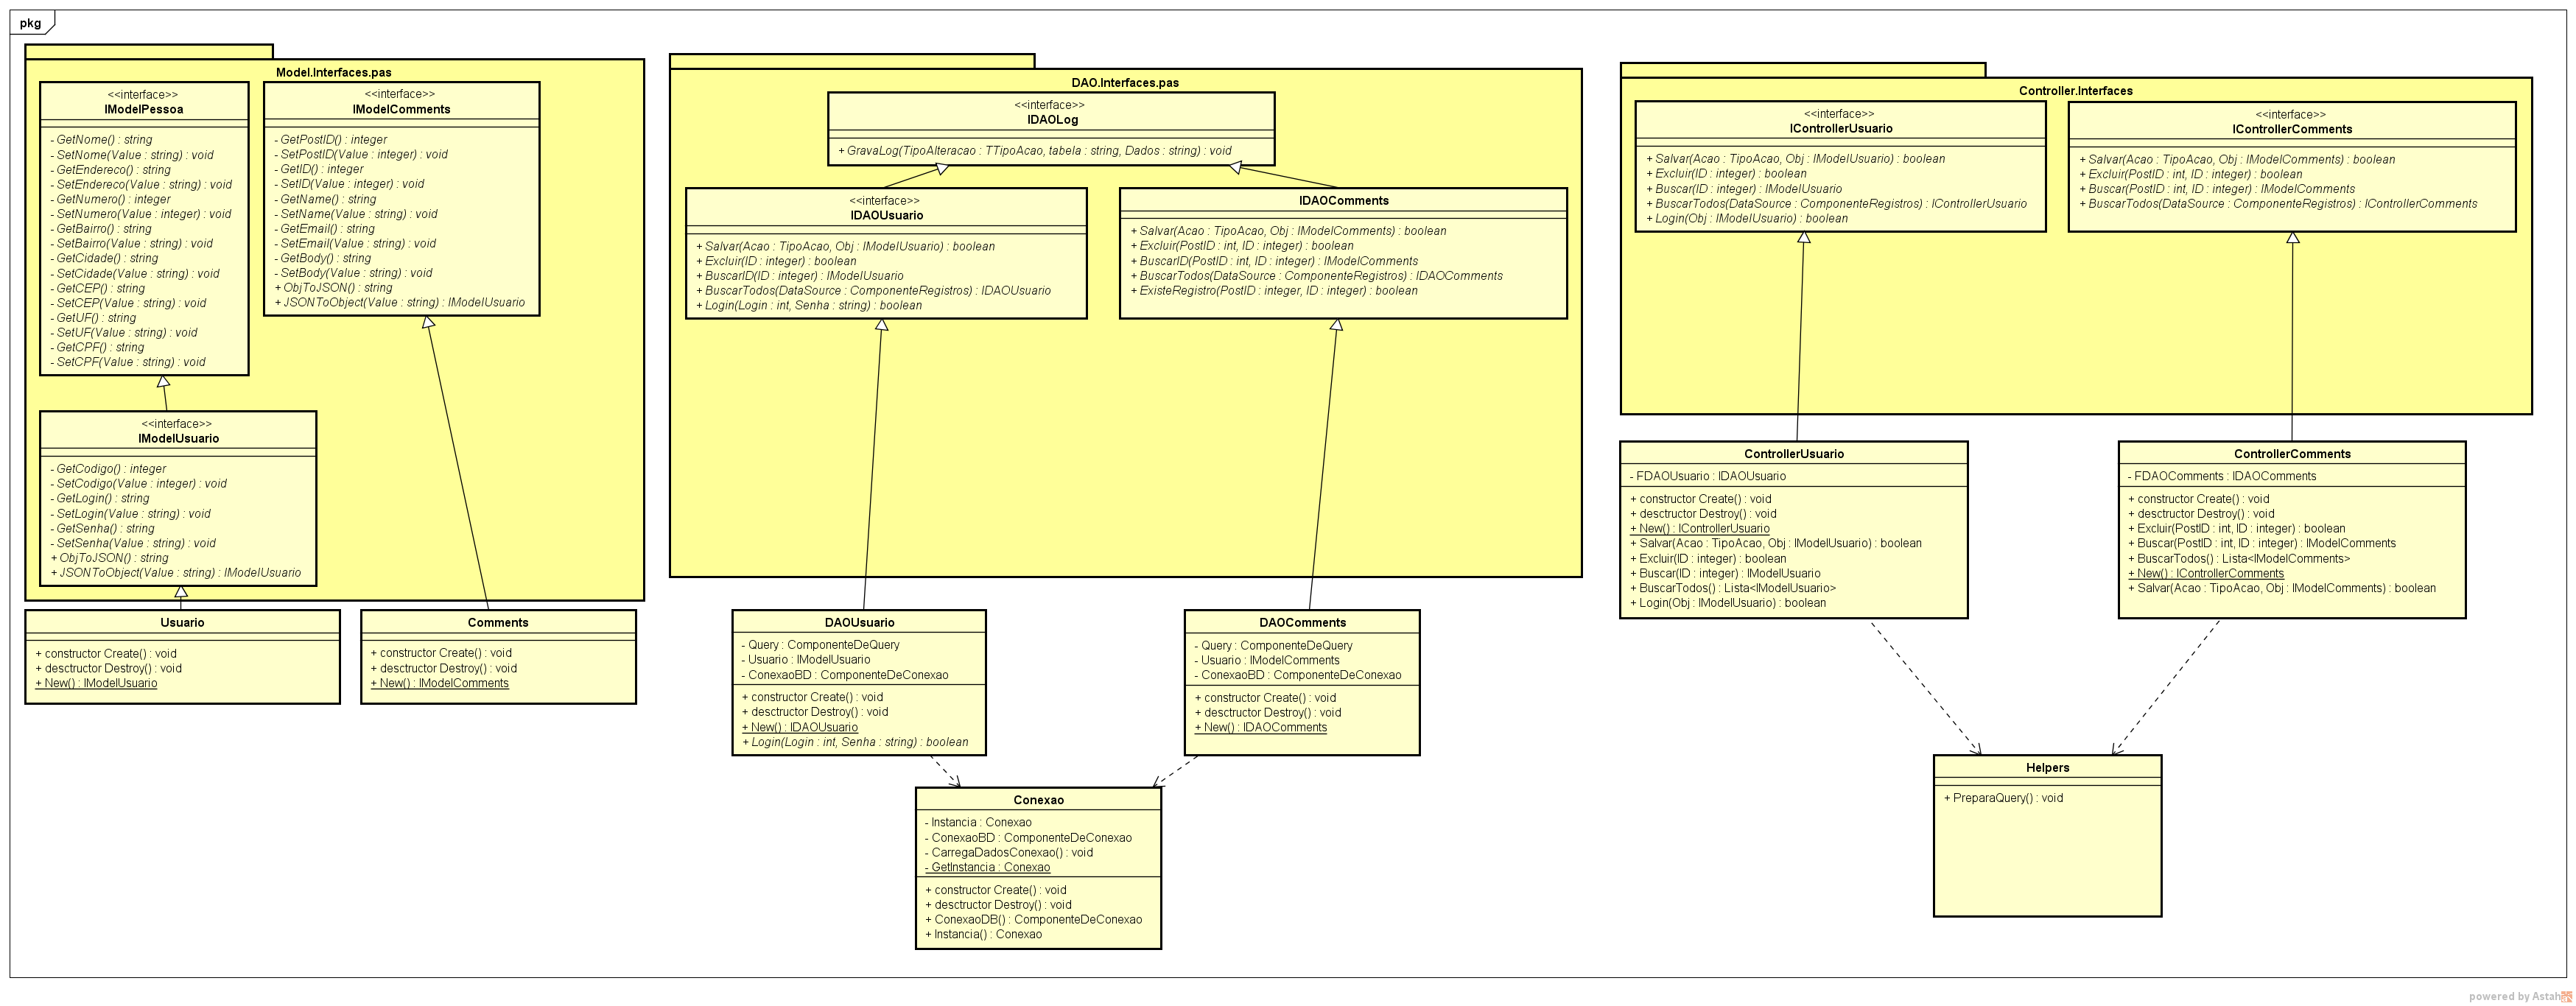 pkg
Model.Interfaces.pas
<<interface>>
IModelPessoa
- GetNome() : string
- SetNome(Value : string) : void
- GetEndereco() : string
- SetEndereco(Value : string) : void
- GetNumero() : integer
- SetNumero(Value : integer) : void
- GetBairro() : string
- SetBairro(Value : string) : void
- GetCidade() : string
- SetCidade(Value : string) : void
- GetCEP() : string
- SetCEP(Value : string) : void
- GetUF() : string
- SetUF(Value : string) : void
- GetCPF() : string
- SetCPF(Value : string) : void
<<interface>>
IModelComments
- GetPostID() : integer
- SetPostID(Value : integer) : void
- GetID() : integer
- SetID(Value : integer) : void
- GetName() : string
- SetName(Value : string) : void
- GetEmail() : string
- SetEmail(Value : string) : void
- GetBody() : string
- SetBody(Value : string) : void
+ ObjToJSON() : string
+ JSONToObject(Value : string) : IModelUsuario
<<interface>>
IModelUsuario
- GetCodigo() : integer
- SetCodigo(Value : integer) : void
- GetLogin() : string
- SetLogin(Value : string) : void
- GetSenha() : string
- SetSenha(Value : string) : void
+ ObjToJSON() : string
+ JSONToObject(Value : string) : IModelUsuario
Usuario
+ constructor Create() : void
+ desctructor Destroy() : void
+ New() : IModelUsuario
Comments
+ constructor Create() : void
+ desctructor Destroy() : void
+ New() : IModelComments
DAO.Interfaces.pas
<<interface>>
IDAOLog
+ GravaLog(TipoAlteracao : TTipoAcao, tabela : string, Dados : string) : void
<<interface>>
IDAOUsuario
+ Salvar(Acao : TipoAcao, Obj : IModelUsuario) : boolean
+ Excluir(ID : integer) : boolean
+ BuscarID(ID : integer) : IModelUsuario
+ BuscarTodos(DataSource : ComponenteRegistros) : IDAOUsuario
+ Login(Login : int, Senha : string) : boolean
IDAOComments
+ Salvar(Acao : TipoAcao, Obj : IModelComments) : boolean
+ Excluir(PostID : int, ID : integer) : boolean
+ BuscarID(PostID : int, ID : integer) : IModelComments
+ BuscarTodos(DataSource : ComponenteRegistros) : IDAOComments
+ ExisteRegistro(PostID : integer, ID : integer) : boolean
DAOUsuario
- Query : ComponenteDeQuery
- Usuario : IModelUsuario
- ConexaoBD : ComponenteDeConexao
+ constructor Create() : void
+ desctructor Destroy() : void
+ New() : IDAOUsuario
+ Login(Login : int, Senha : string) : boolean
DAOComments
- Query : ComponenteDeQuery
- Usuario : IModelComments
- ConexaoBD : ComponenteDeConexao
+ constructor Create() : void
+ desctructor Destroy() : void
+ New() : IDAOComments
Conexao
- Instancia : Conexao
- ConexaoBD : ComponenteDeConexao
- CarregaDadosConexao() : void
- GetInstancia : Conexao
+ constructor Create() : void
+ desctructor Destroy() : void
+ ConexaoDB() : ComponenteDeConexao
+ Instancia() : Conexao
Controller.Interfaces
<<interface>>
IControllerUsuario
+ Salvar(Acao : TipoAcao, Obj : IModelUsuario) : boolean
+ Excluir(ID : integer) : boolean
+ Buscar(ID : integer) : IModelUsuario
+ BuscarTodos(DataSource : ComponenteRegistros) : IControllerUsuario
+ Login(Obj : IModelUsuario) : boolean
<<interface>>
IControllerComments
+ Salvar(Acao : TipoAcao, Obj : IModelComments) : boolean
+ Excluir(PostID : int, ID : integer) : boolean
+ Buscar(PostID : int, ID : integer) : IModelComments
+ BuscarTodos(DataSource : ComponenteRegistros) : IControllerComments
ControllerUsuario
- FDAOUsuario : IDAOUsuario
+ constructor Create() : void
+ desctructor Destroy() : void
+ New() : IControllerUsuario
+ Salvar(Acao : TipoAcao, Obj : IModelUsuario) : boolean
+ Excluir(ID : integer) : boolean
+ Buscar(ID : integer) : IModelUsuario
+ BuscarTodos() : Lista<IModelUsuario>
+ Login(Obj : IModelUsuario) : boolean
ControllerComments
- FDAOComments : IDAOComments
+ constructor Create() : void
+ desctructor Destroy() : void
+ Excluir(PostID : int, ID : integer) : boolean
+ Buscar(PostID : int, ID : integer) : IModelComments
+ BuscarTodos() : Lista<IModelComments>
+ New() : IControllerComments
+ Salvar(Acao : TipoAcao, Obj : IModelComments) : boolean
Helpers
+ PreparaQuery() : void
powered by Astah